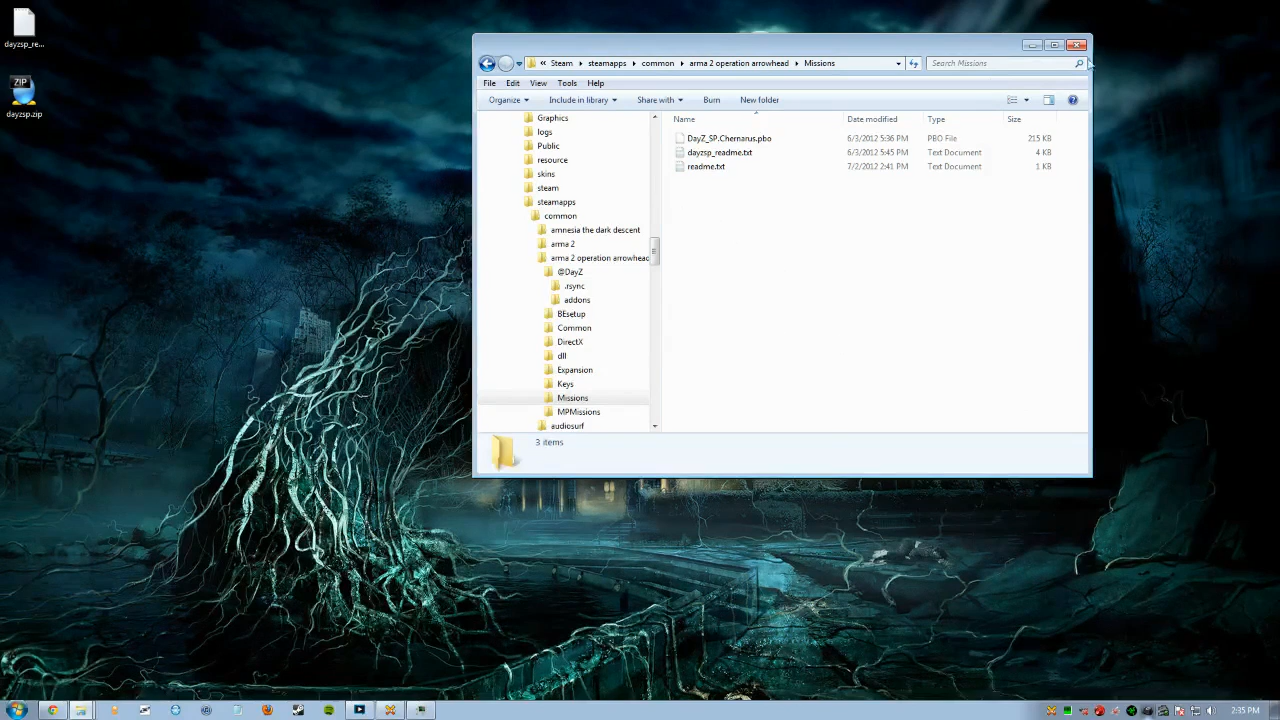 dayzsp_re...
ZIP
dayzsp.zip
« Steam steamapps common arma 2 operation arrowhead Missions
Search Missions
File Edit View Tools Help
Organize Include in library Share with Burn New folder
Graphics
logs
Public
resource
skins
steam
steamapps
common
amnesia the dark descent
arma 2
arma 2 operation arrowhead
@DayZ
.rsync
addons
BEsetup
Common
DirectX
dll
Expansion
Keys
Missions
MPMissions
audiosurf
Name Date modified Type Size
DayZ_SP.Chernarus.pbo 6/3/2012 5:36 PM PBO File 215 KB
dayzsp_readme.txt 6/3/2012 5:45 PM Text Document 4 KB
readme.txt 7/2/2012 2:41 PM Text Document 1 KB
3 items
2:35 PM